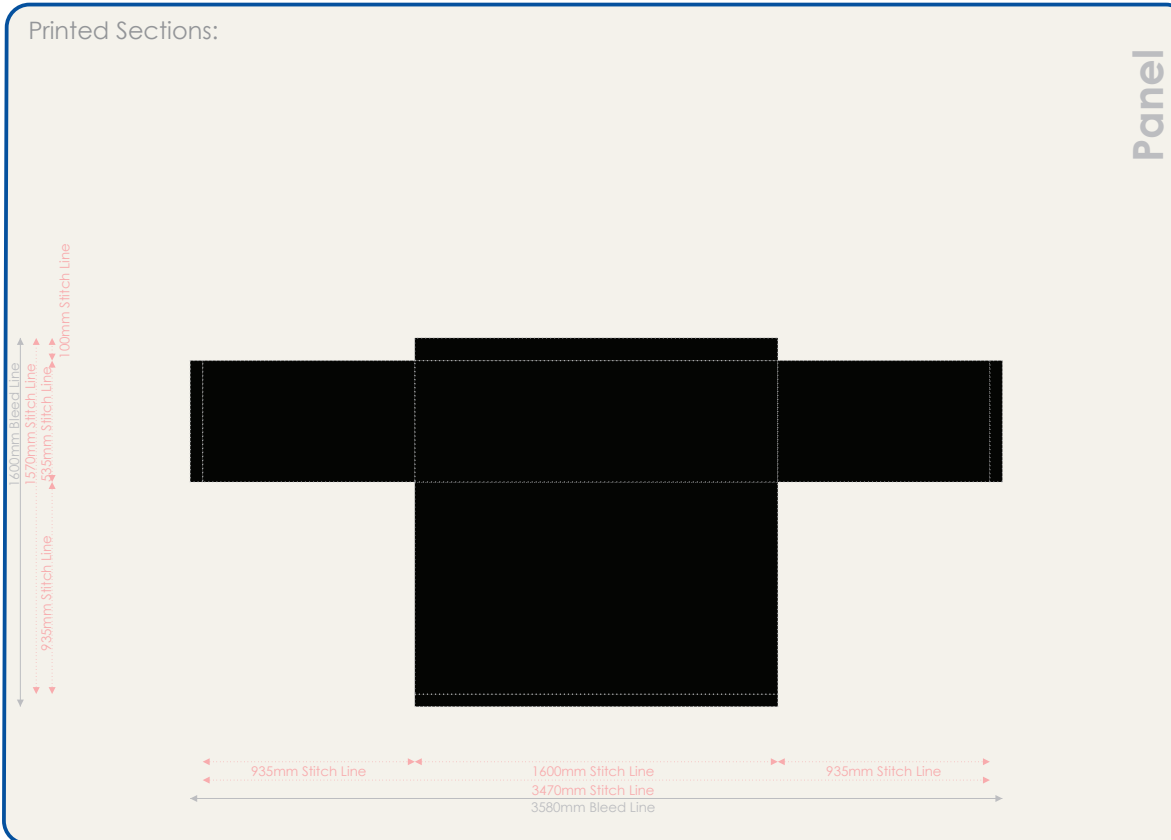 Printed Sections:
Panel
100mm Stitch Line
1600mm Bleed Line
1570mm Stitch Line
535mm Stitch Line
935mm Stitch Line
935mm Stitch Line
1600mm Stitch Line
935mm Stitch Line
3470mm Stitch Line
3580mm Bleed Line